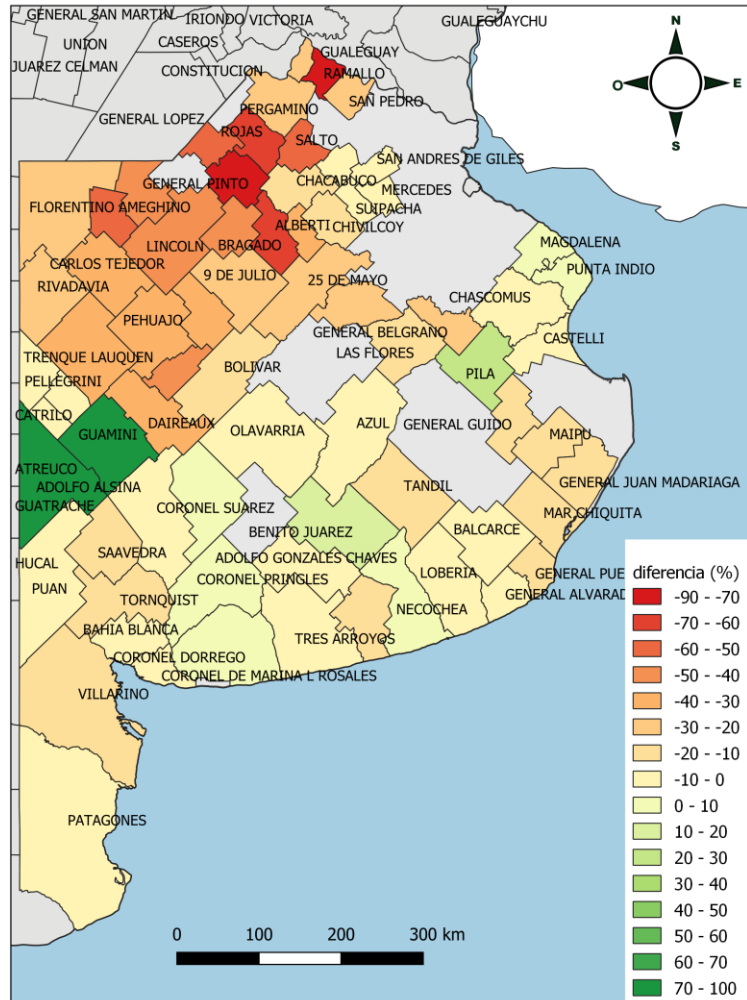 GENERAL SAN MARTIN
IRIONDO
VICTORIA
GUALEGUAYCHU
UNION
CASEROS
JUAREZ CELMAN
GUALEGUAY
CONSTITUCION
RAMALLO
N
O
E
S
GENERAL LOPEZ
PERGAMINO
SAN PEDRO
ROJAS
SALTO
SAN ANDRES DE GILES
GENERAL PINTO
CHACABUCO
MERCEDES
SUIPACHA
FLORENTINO AMEGHINO
ALBERTI
CHIVILCOY
LINCOLN
BRAGADO
MAGDALENA
CARLOS TEJEDOR
9 DE JULIO
25 DE MAYO
PUNTA INDIO
RIVADAVIA
CHASCOMUS
PEHUAJO
GENERAL BELGRANO
CASTELLI
TRENQUE LAUQUEN
BOLIVAR
LAS FLORES
PELLEGRINI
PILA
CATRILO
GUAMINI
DAIREAUX
OLAVARRIA
AZUL
GENERAL GUIDO
MAIPU
ATREUCO
ADOLFO ALSINA
GENERAL JUAN MADARIAGA
GUATRACHE
CORONEL SUAREZ
TANDIL
MAR CHIQUITA
BENITO JUAREZ
BALCARCE
SAAVEDRA
ADOLFO GONZALES CHAVES
HUCAL
PUAN
CORONEL PRINGLES
LOBERIA
GENERAL PUE
TORNQUIST
NECOCHEA
GENERAL ALVARAD
BAHIA BLANCA
TRES ARROYOS
CORONEL DORREGO
CORONEL DE MARINA L ROSALES
VILLARINO
PATAGONES
diferencia (%)
-90 - -70
-70 - -60
-60 - -50
-50 - -40
-40 - -30
-30 - -20
-20 - -10
-10 - 0
0 - 10
10 - 20
20 - 30
30 - 40
40 - 50
50 - 60
60 - 70
70 - 100
0 100 200 300 km